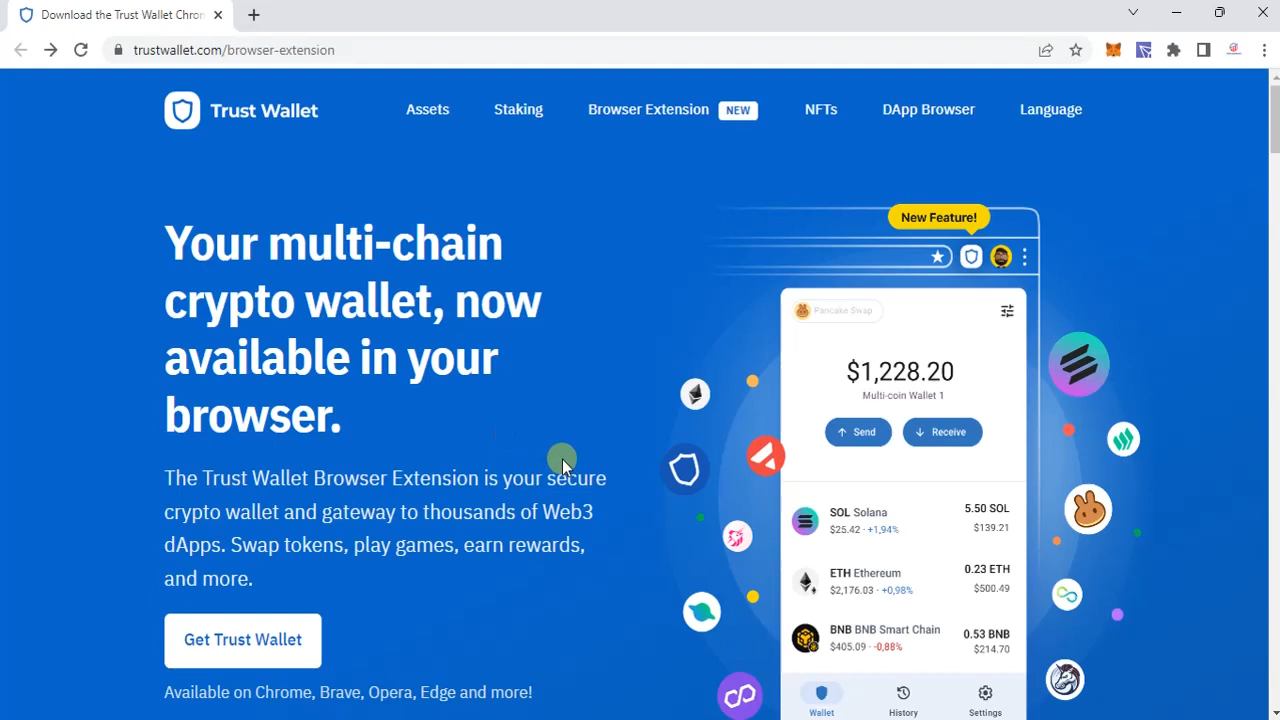 Download the Trust Wallet Chron
trustwallet.com/browser-extension
Trust Wallet
Assets
Staking
Browser Extension NEW
NFTs
DApp Browser
Language
Your multi-chain
crypto wallet, now
available in your
browser.
The Trust Wallet Browser Extension is your secure
crypto wallet and gateway to thousands of Web3
dApps. Swap tokens, play games, earn rewards,
and more.
Get Trust Wallet
Available on Chrome, Brave, Opera, Edge and more!
New Feature!
Pancake Swap
$1,228.20
Multi-coin Wallet 1
Send
Receive
SOL Solana 5.50 SOL
$25.42 · +1,94% $139.21
ETH Ethereum 0.23 ETH
$2,176.03 · +0,98% $500.49
BNB BNB Smart Chain 0.53 BNB
$405.09 · -0,88% $214.70
Wallet
History
Settings